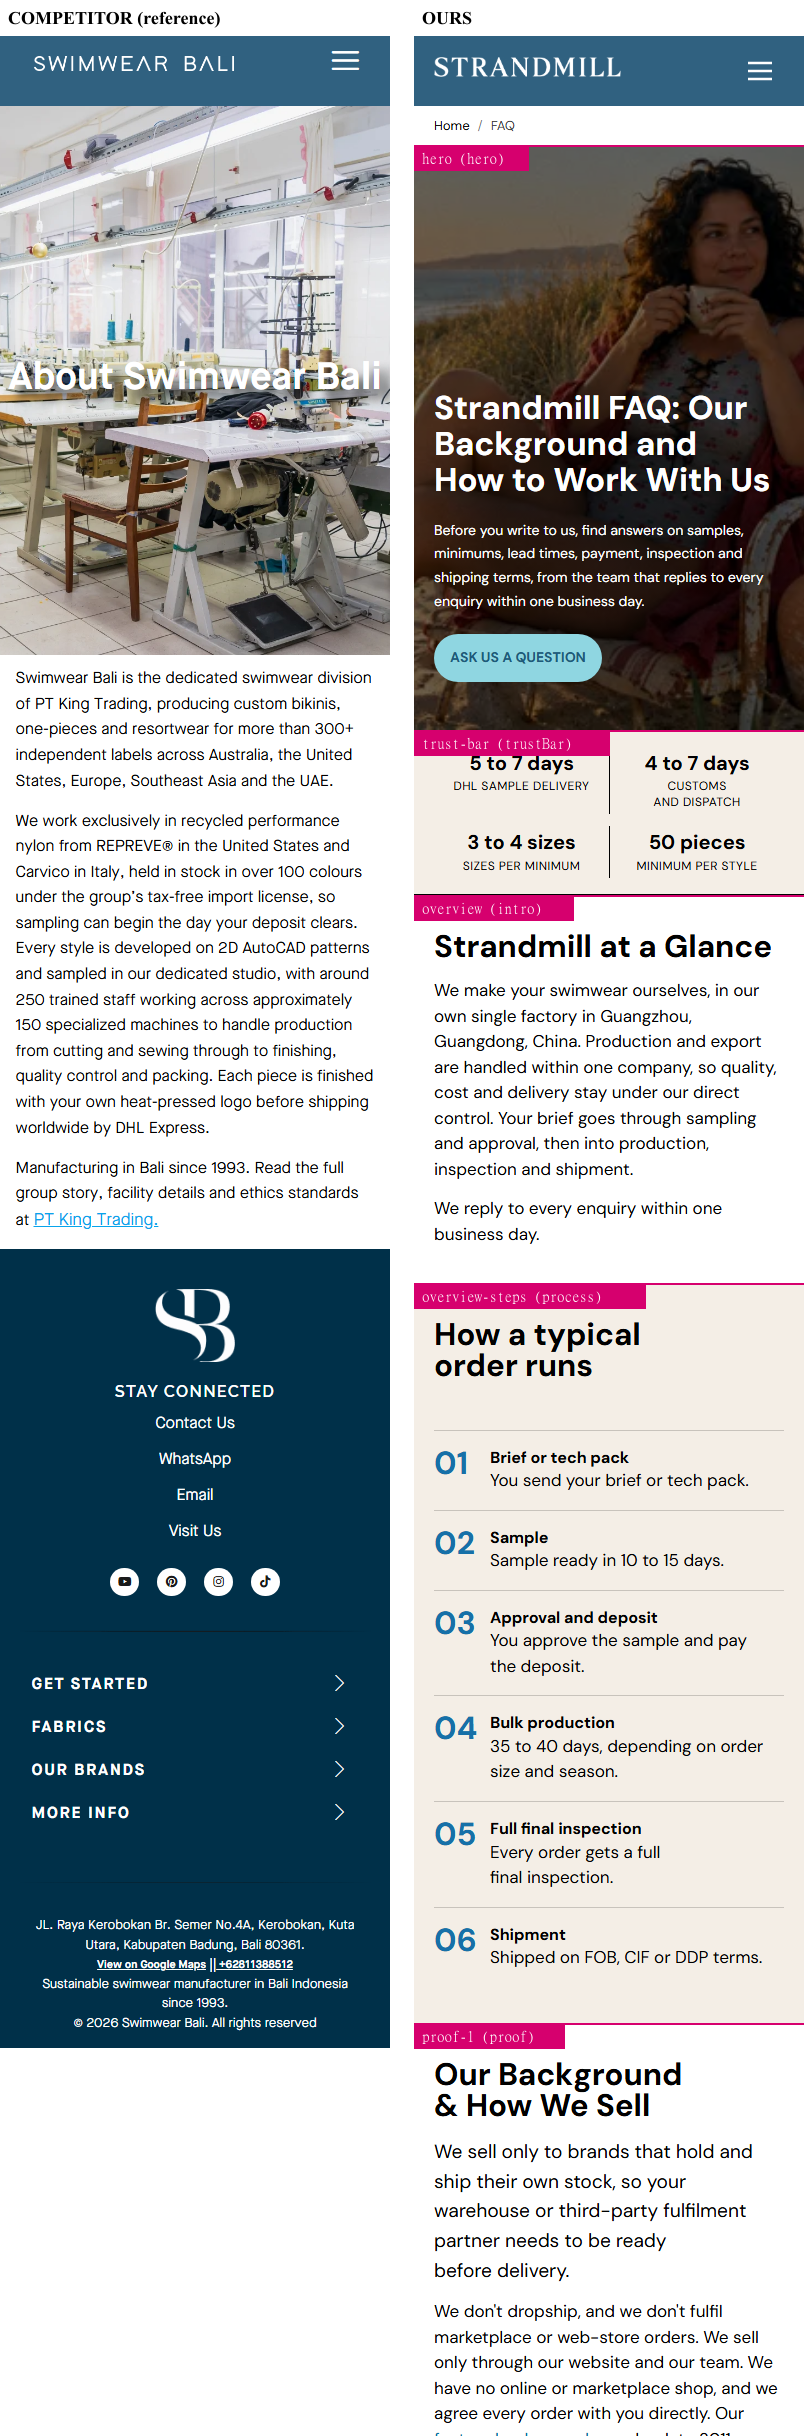 COMPETITOR (reference)
SWIMWEAR BALI
About Swimwear Bali
Swimwear Bali is the dedicated swimwear division
of PT King Trading, producing custom bikinis,
one-pieces and resortwear for more than 300+
independent labels across Australia, the United
States, Europe, Southeast Asia and the UAE.
We work exclusively in recycled performance
nylon from REPREVE® in the United States and
Carvico in Italy, held in stock in over 100 colours
under the group's tax-free import license, so
sampling can begin the day your deposit clears.
Every style is developed on 2D AutoCAD patterns
and sampled in our dedicated studio, with around
250 trained staff working across approximately
150 specialized machines to handle production
from cutting and sewing through to finishing,
quality control and packing. Each piece is finished
with your own heat-pressed logo before shipping
worldwide by DHL Express.
Manufacturing in Bali since 1993. Read the full
group story, facility details and ethics standards
at PT King Trading.
SB
STAY CONNECTED
Contact Us
WhatsApp
Email
Visit Us
GET STARTED
FABRICS
OUR BRANDS
MORE INFO
JL. Raya Kerobokan Br. Semer No.4A, Kerobokan, Kuta
Utara, Kabupaten Badung, Bali 80361.
View on Google Maps || +62811388512
Sustainable swimwear manufacturer in Bali Indonesia
since 1993.
© 2026 Swimwear Bali. All rights reserved
OURS
STRANDMILL
Home / FAQ
hero (hero)
Strandmill FAQ: Our
Background and
How to Work With Us
Before you write to us, find answers on samples,
minimums, lead times, payment, inspection and
shipping terms, from the team that replies to every
enquiry within one business day.
ASK US A QUESTION
trust-bar (trustBar)
5 to 7 days
DHL SAMPLE DELIVERY
4 to 7 days
CUSTOMS
AND DISPATCH
3 to 4 sizes
SIZES PER MINIMUM
50 pieces
MINIMUM PER STYLE
overview (intro)
Strandmill at a Glance
We make your swimwear ourselves, in our
own single factory in Guangzhou,
Guangdong, China. Production and export
are handled within one company, so quality,
cost and delivery stay under our direct
control. Your brief goes through sampling
and approval, then into production,
inspection and shipment.
We reply to every enquiry within one
business day.
overview-steps (process)
How a typical
order runs
01 Brief or tech pack
You send your brief or tech pack.
02 Sample
Sample ready in 10 to 15 days.
03 Approval and deposit
You approve the sample and pay
the deposit.
04 Bulk production
35 to 40 days, depending on order
size and season.
05 Full final inspection
Every order gets a full
final inspection.
06 Shipment
Shipped on FOB, CIF or DDP terms.
proof-1 (proof)
Our Background
& How We Sell
We sell only to brands that hold and
ship their own stock, so your
warehouse or third-party fulfilment
partner needs to be ready
before delivery.
We don't dropship, and we don't fulfil
marketplace or web-store orders. We sell
only through our website and our team. We
have no online or marketplace shop, and we
agree every order with you directly. Our